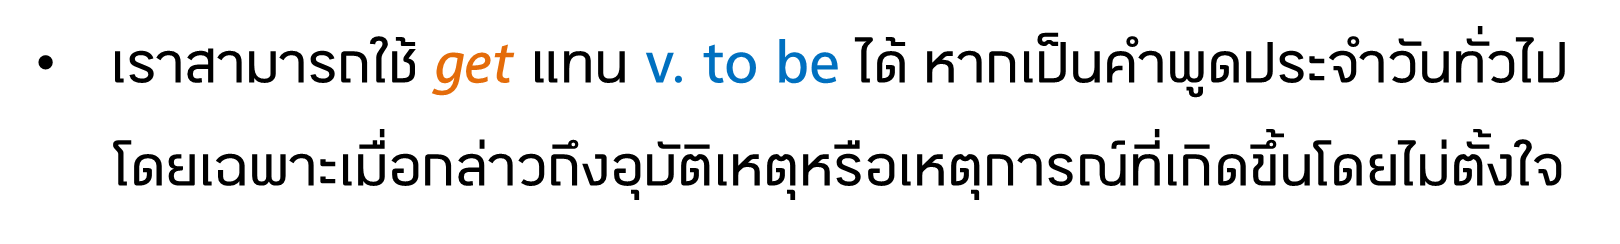 • เราสามารถใช้ get แทน v. to be ได้ หากเป็นคำพูดประจำวันทั่วไป
โดยเฉพาะเมื่อกล่าวถึงอุบัติเหตุหรือเหตุการณ์ที่เกิดขึ้นโดยไม่ตั้งใจ